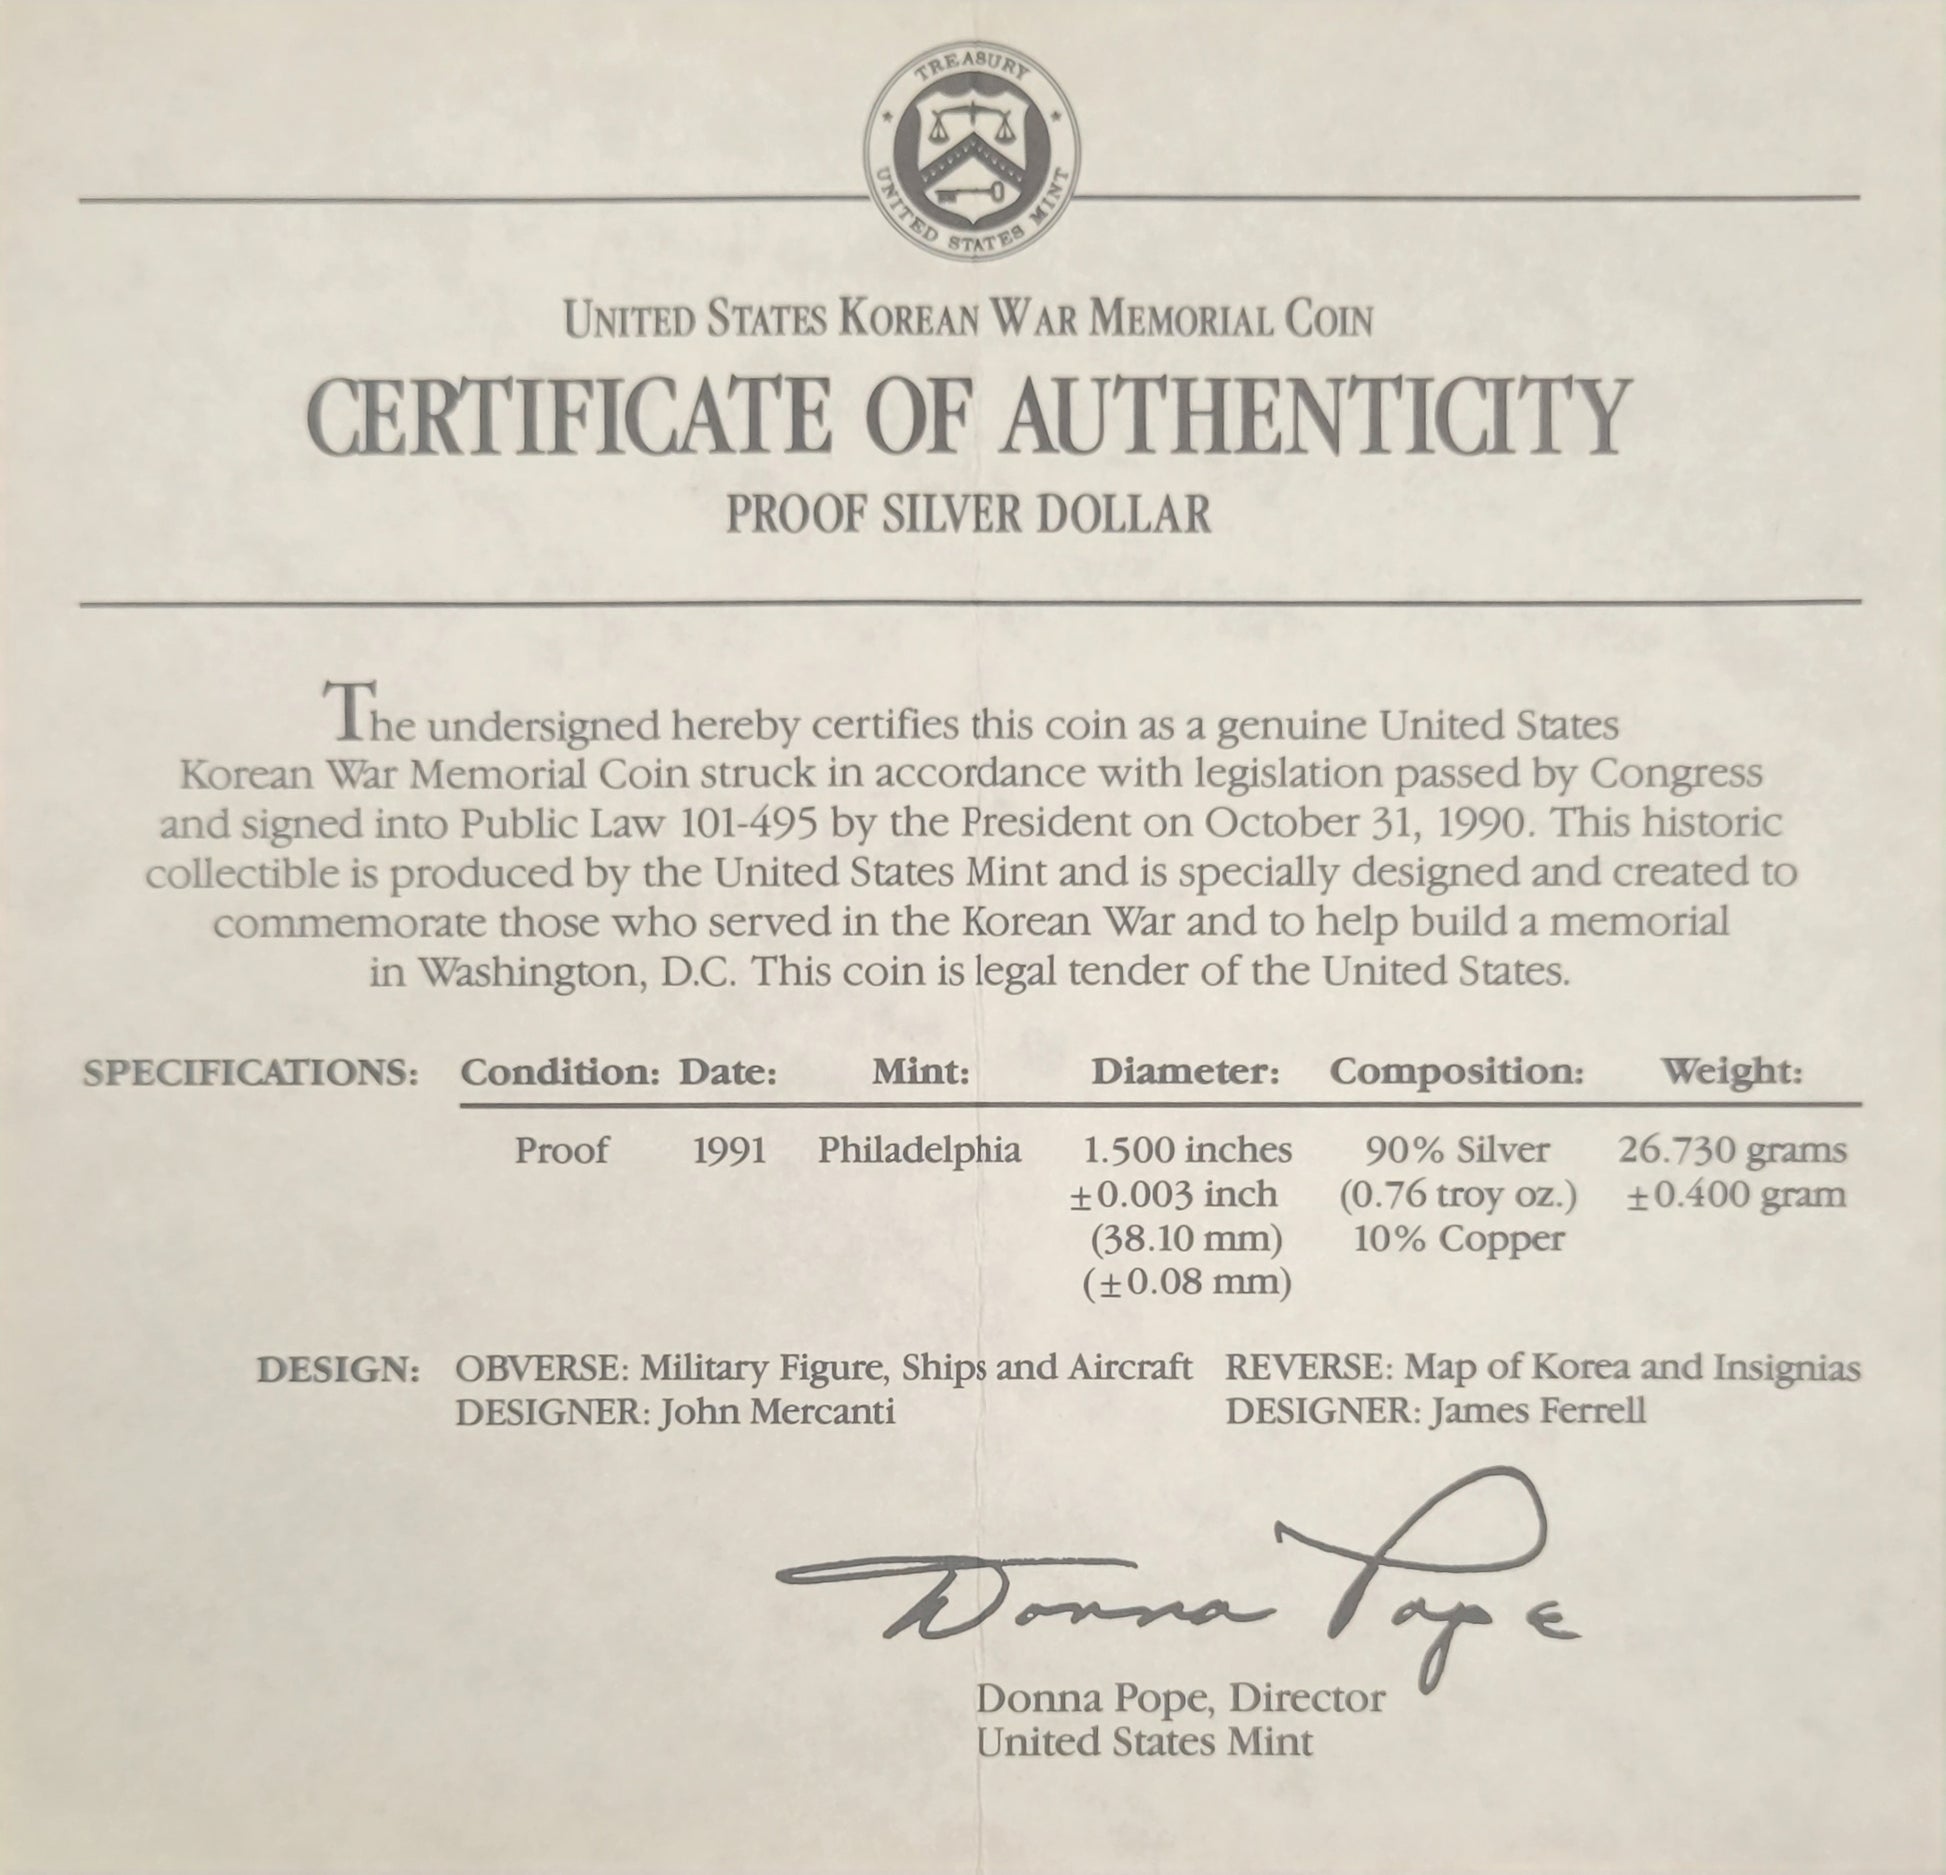 TREASURY
UNITED STATES MINT
UNITED STATES KOREAN WAR MEMORIAL COIN
CERTIFICATE OF AUTHENTICITY
PROOF SILVER DOLLAR
The undersigned hereby certifies this coin as a genuine United States
Korean War Memorial Coin struck in accordance with legislation passed by Congress
and signed into Public Law 101-495 by the President on October 31, 1990. This historic
collectible is produced by the United States Mint and is specially designed and created to
commemorate those who served in the Korean War and to help build a memorial
in Washington, D.C. This coin is legal tender of the United States.
SPECIFICATIONS: Condition: Date: Mint: Diameter: Composition: Weight:
Proof 1991 Philadelphia 1.500 inches 90% Silver 26.730 grams
±0.003 inch (0.76 troy oz.) ±0.400 gram
(38.10 mm) 10% Copper
(±0.08 mm)
DESIGN: OBVERSE: Military Figure, Ships and Aircraft REVERSE: Map of Korea and Insignias
DESIGNER: John Mercanti DESIGNER: James Ferrell
Donna Pope
Donna Pope, Director
United States Mint